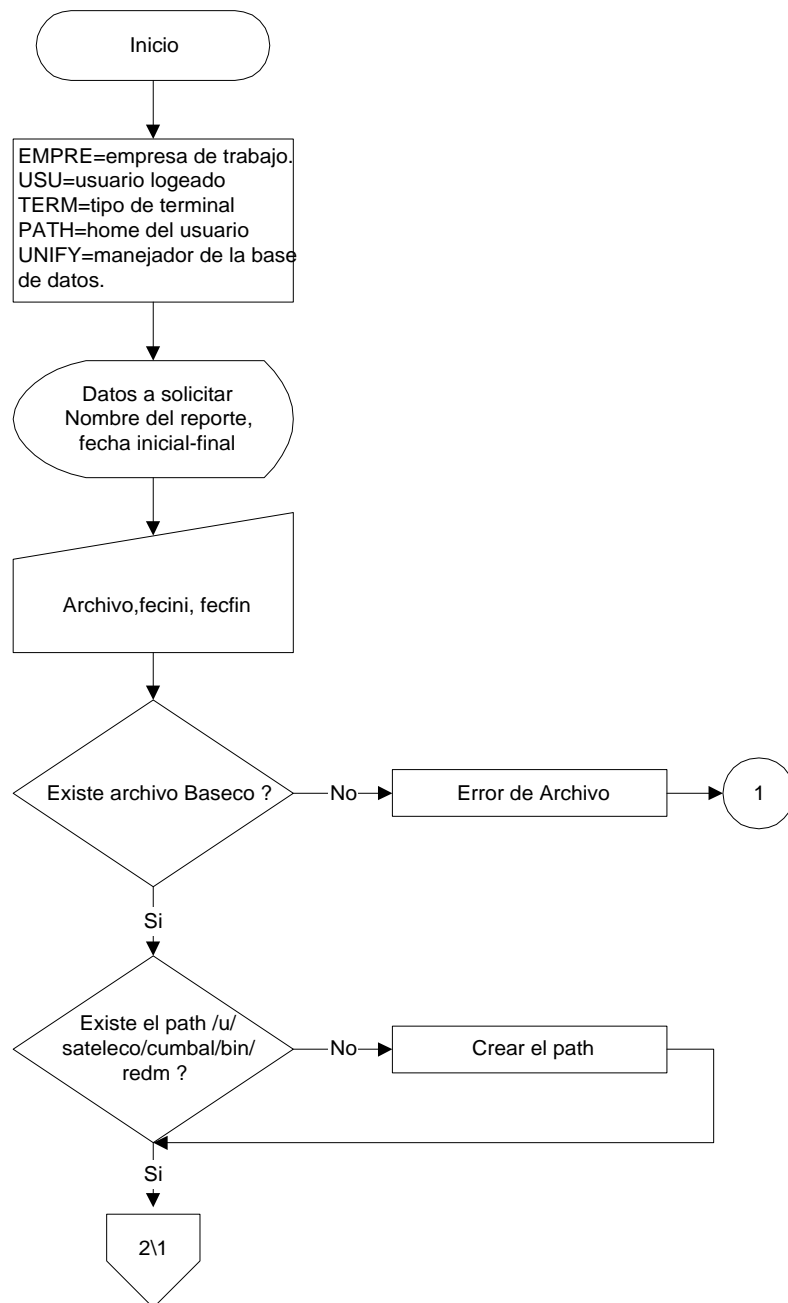 Inicio
EMPRE=empresa de trabajo.
USU=usuario logeado
TERM=tipo de terminal
PATH=home del usuario
UNIFY=manejador de la base
de datos.
Datos a solicitar
Nombre del reporte,
fecha inicial-final
Archivo,fecini, fecfin
Existe archivo Baseco ?
No
Error de Archivo
1
Si
Existe el path /u/
sateleco/cumbal/bin/
redm ?
No
Crear el path
Si
2\1